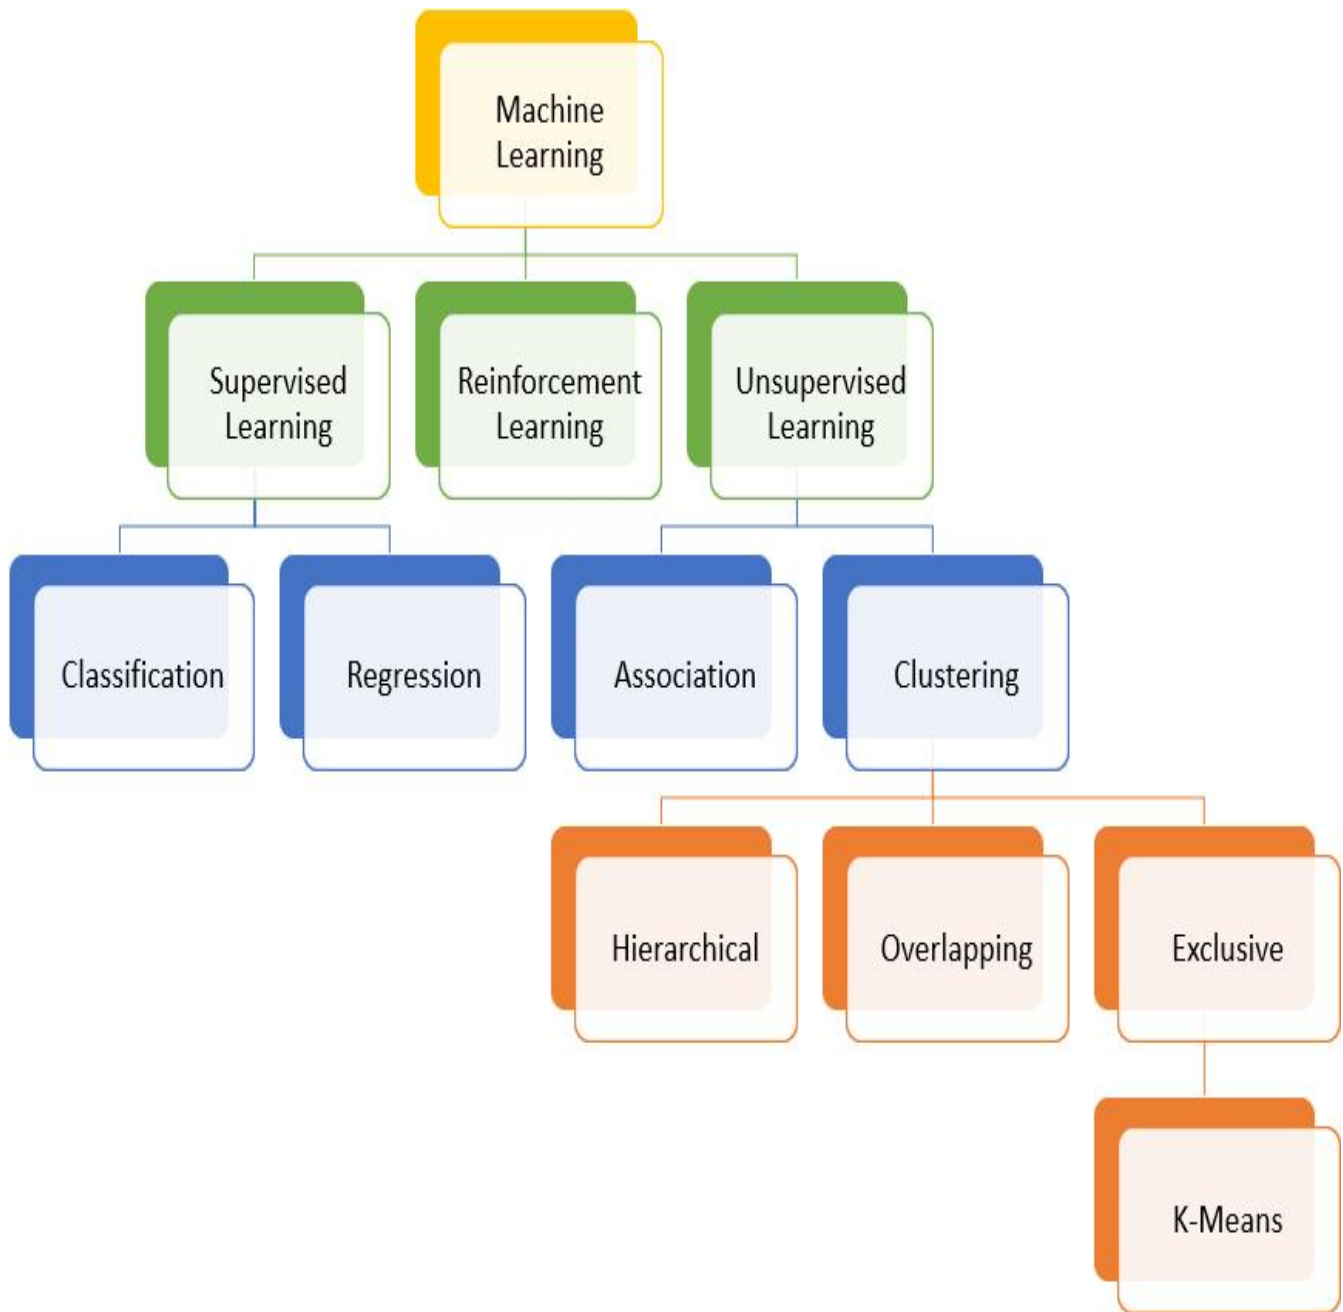 Machine
Learning
Supervised
Learning
Reinforcement
Learning
Unsupervised
Learning
Classification
Regression
Association
Clustering
Hierarchical
Overlapping
Exclusive
K-Means